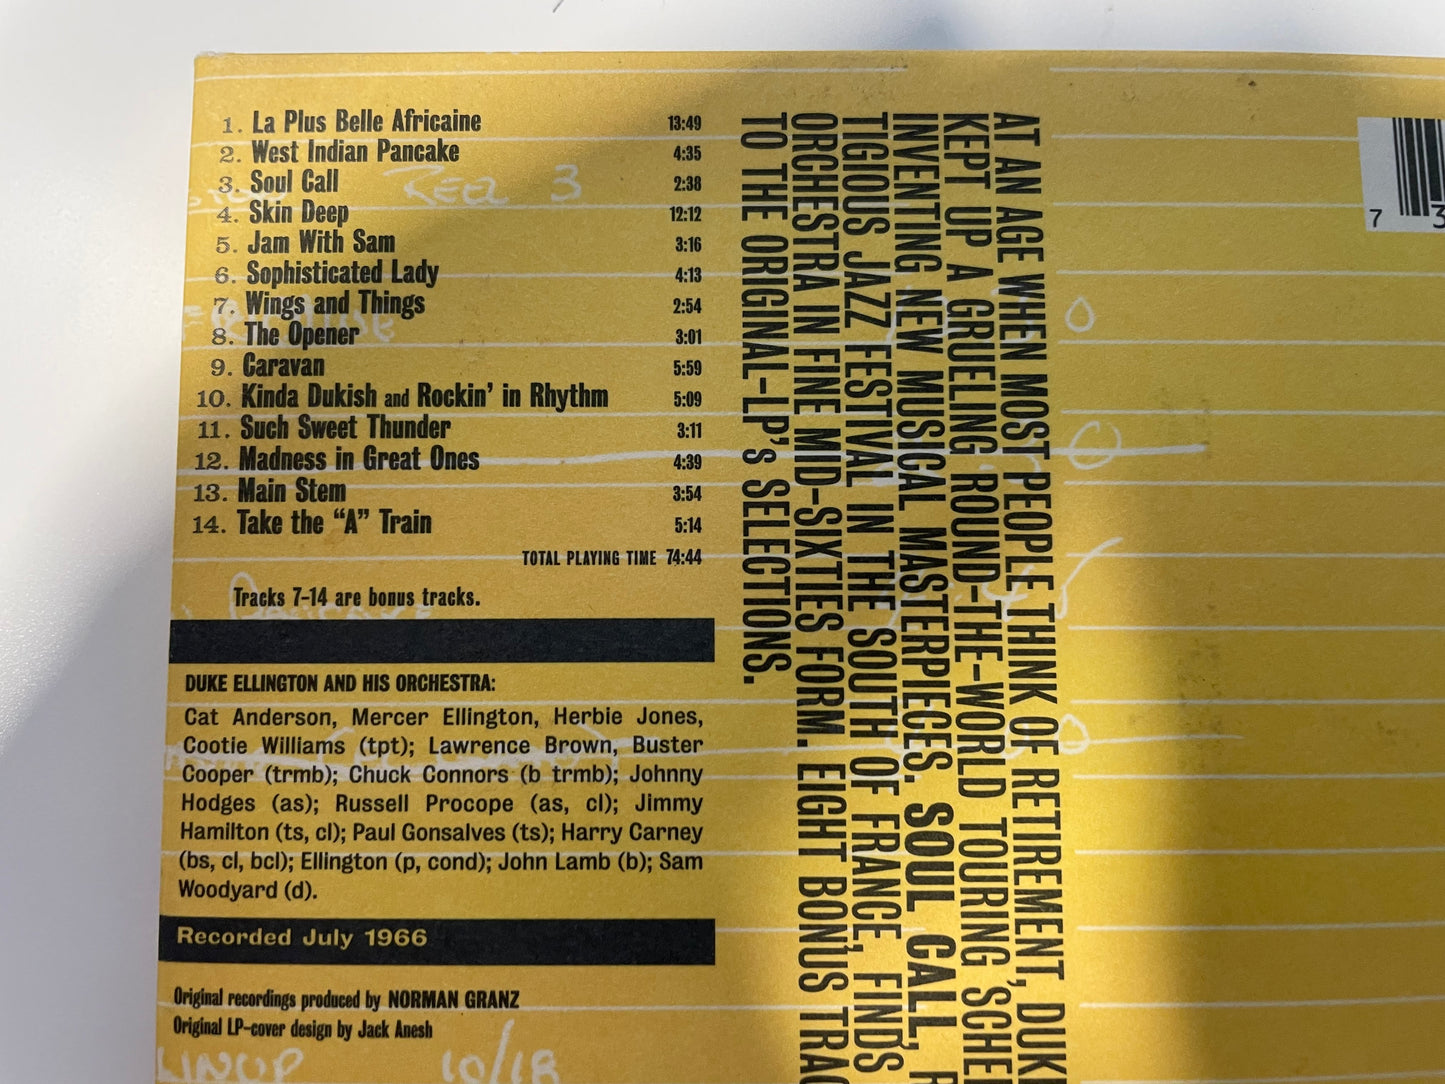 1. La Plus Belle Africaine 13:49
2. West Indian Pancake 4:35
3. Soul Call 2:38
4. Skin Deep 12:12
5. Jam With Sam 3:16
6. Sophisticated Lady 4:13
7. Wings and Things 2:54
8. The Opener 3:01
9. Caravan 5:59
10. Kinda Dukish and Rockin' in Rhythm 5:09
11. Such Sweet Thunder 3:11
12. Madness in Great Ones 4:39
13. Main Stem 3:54
14. Take the “A” Train 5:14
TOTAL PLAYING TIME 74:44
Tracks 7-14 are bonus tracks.
DUKE ELLINGTON AND HIS ORCHESTRA:
Cat Anderson, Mercer Ellington, Herbie Jones,
Cootie Williams (tpt); Lawrence Brown, Buster
Cooper (trmb); Chuck Connors (b trmb); Johnny
Hodges (as); Russell Procope (as, cl); Jimmy
Hamilton (ts, cl); Paul Gonsalves (ts); Harry Carney
(bs, cl, bcl); Ellington (p, cond); John Lamb (b); Sam
Woodyard (d).
Recorded July 1966
Original recordings produced by NORMAN GRANZ
Original LP-cover design by Jack Anesh
REEL 3
LINUP 10/18
AT AN AGE WHEN MOST PEOPLE THINK OF RETIREMENT, DUK
KEPT UP A GRUELING ROUND-THE-WORLD TOURING SCHE
INVENTING NEW MUSICAL MASTERPIECES. SOUL CALL, R
TIGIOUS JAZZ FESTIVAL IN THE SOUTH OF FRANCE, FINDS
ORCHESTRA IN FINE MID-SIXTIES FORM. EIGHT BONUS TRAC
TO THE ORIGINAL-LP'S SELECTIONS.
7 3